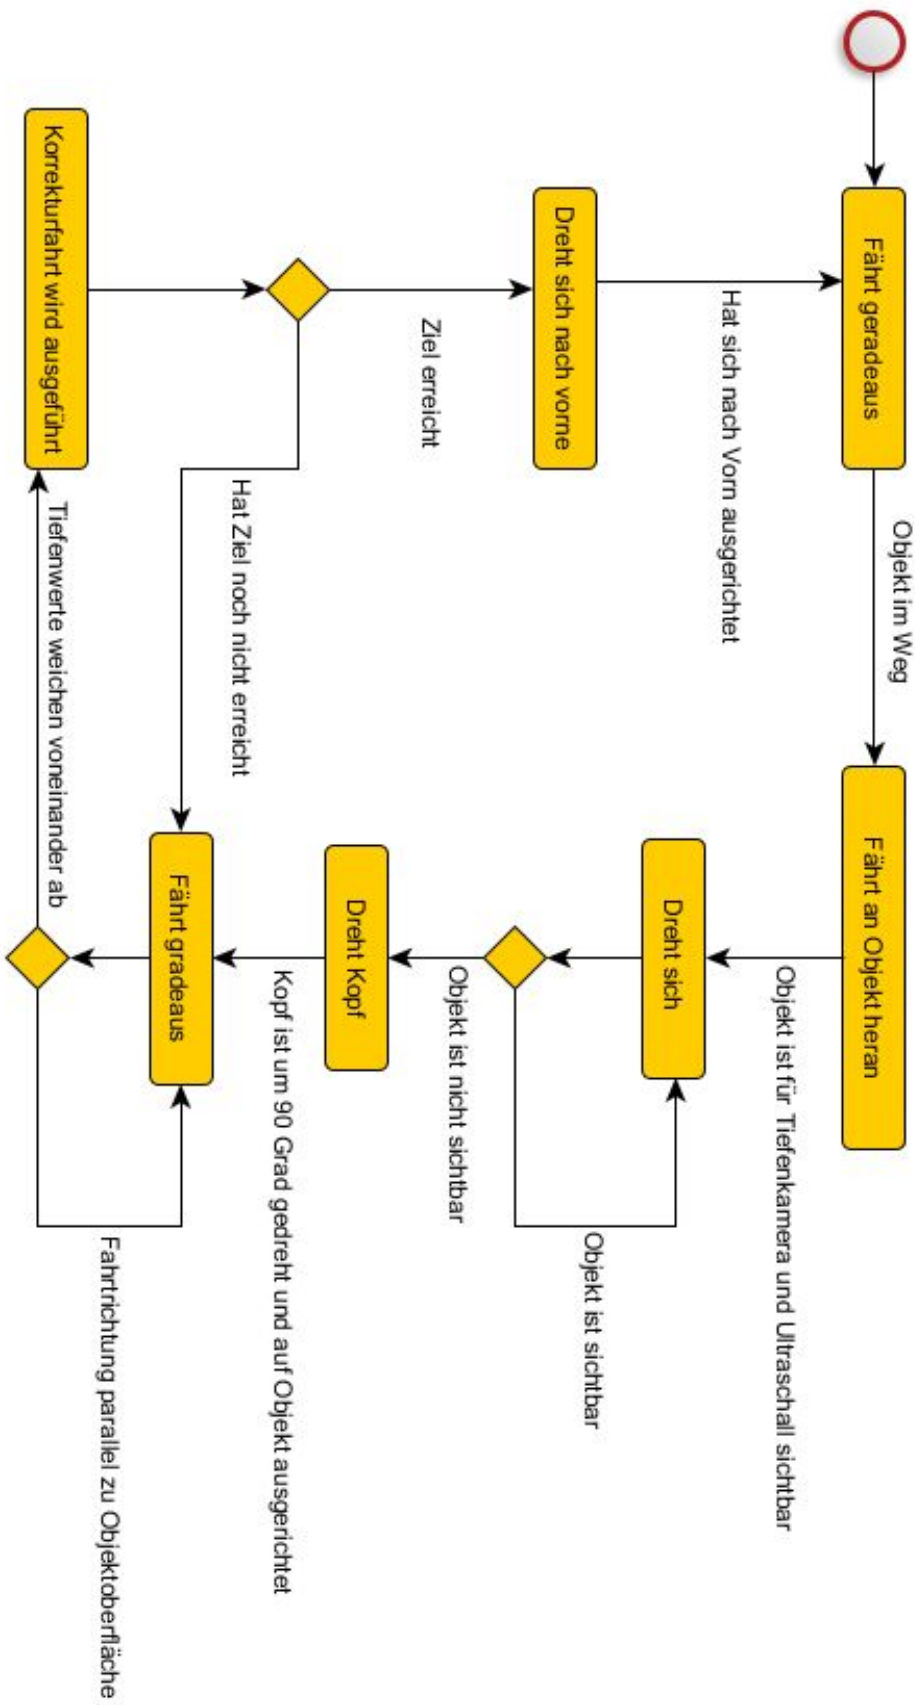 Fährt geradeaus
Objekt im Weg
Fährt an Objekt heran
Objekt ist für Tiefenkamera und Ultraschall sichtbar
Hat sich nach Vorn ausgerichtet
Dreht sich
Objekt ist sichtbar
Dreht sich nach vorne
Objekt ist nicht sichtbar
Ziel erreicht
Dreht Kopf
Kopf ist um 90 Grad gedreht und auf Objekt ausgerichtet
Hat Ziel noch nicht erreicht
Fährt gradeaus
Fahrtrichtung parallel zu Objektoberfläche
Korrekturfahrt wird ausgeführt
Tiefenwerte weichen voneinander ab